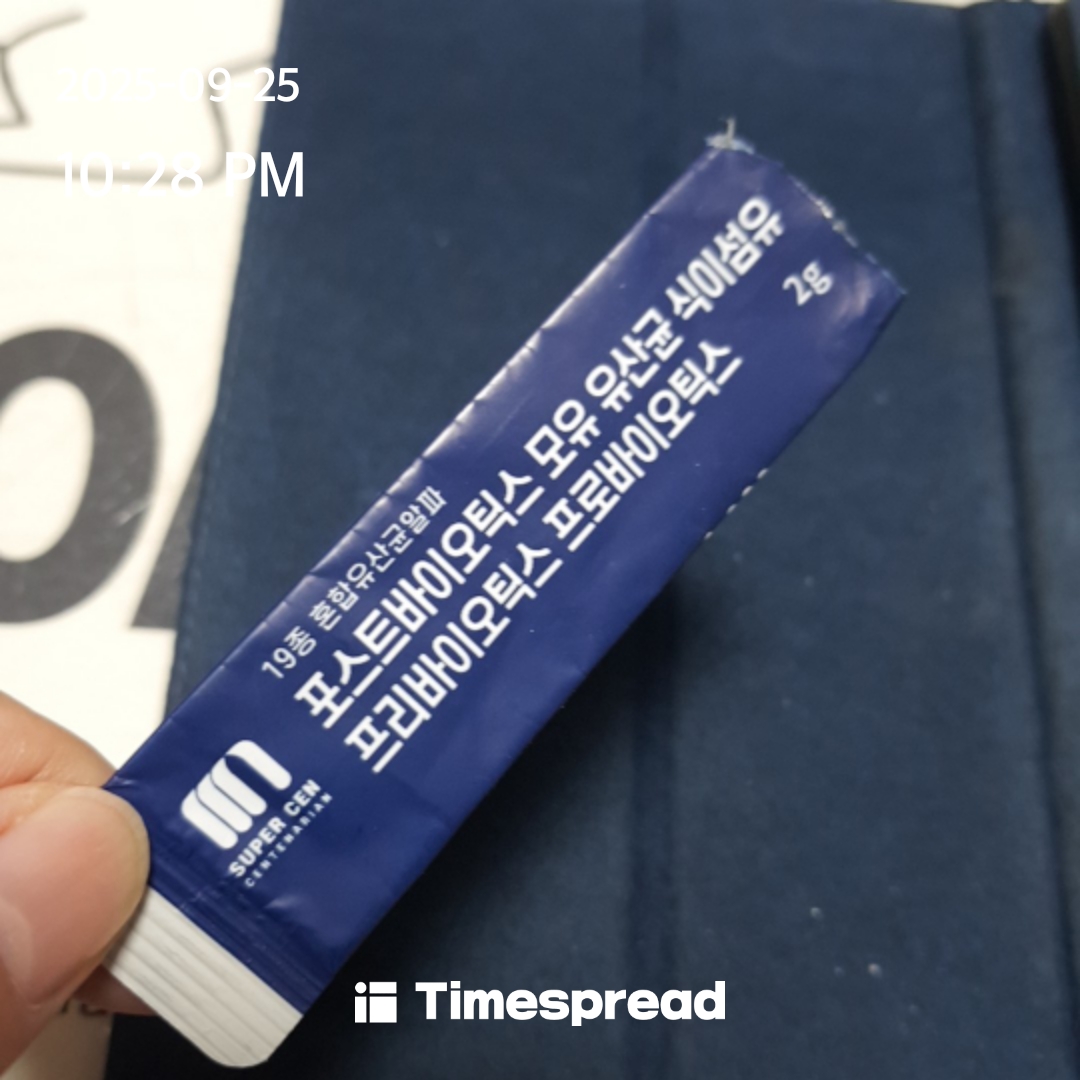 2025-09-25
10:28 PM
19종 혼합유산균알파
포스트바이오틱스 모유 유산균 식이섬유
프리바이오틱스 프로바이오틱스
2g
SUPER CEN
CENTENARIAN
Timespread